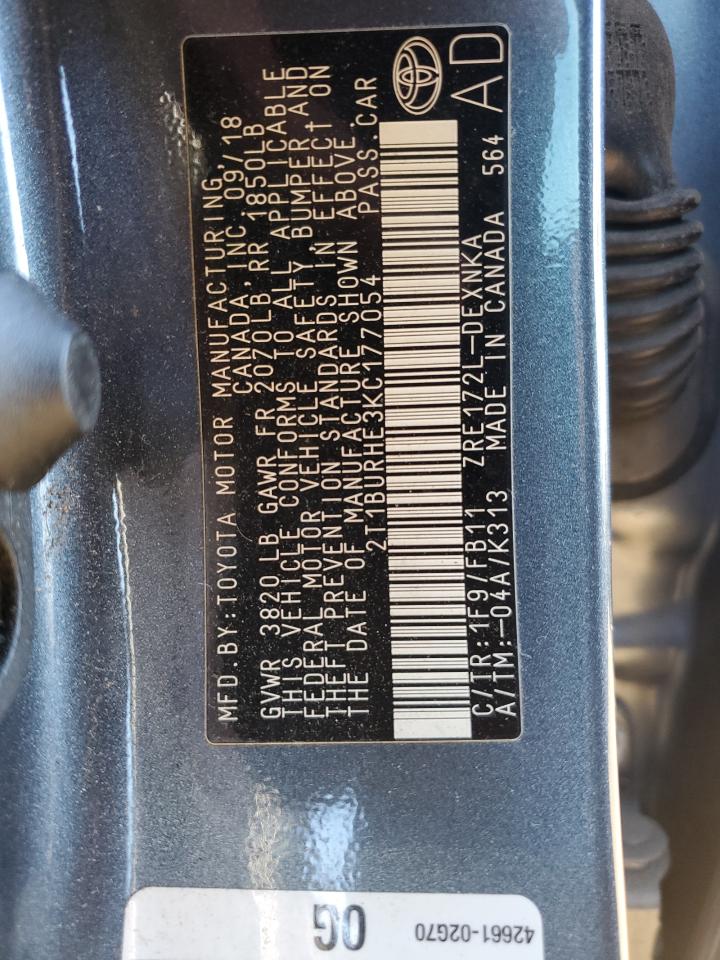 MFD.BY:TOYOTA MOTOR MANUFACTURING,
CANADA, INC 09/18
GVWR 3820LB GAWR FR 2070LB, RR 1850LB
THIS VEHICLE CONFORMS TO ALL APPLICABLE
FEDERAL MOTOR VEHICLE SAFETY, BUMPER, AND
THEFT PREVENTION STANDARDS IN EFFECT ON
THE DATE OF MANUFACTURE SHOWN ABOVE.
2T1BURHE3KC177054 PASS.CAR
C/TR:1F9/FB11 ZRE172L-DEXNKA
A/TM:-04A/K313 MADE IN CANADA 564
AD
42661-02G70
0G